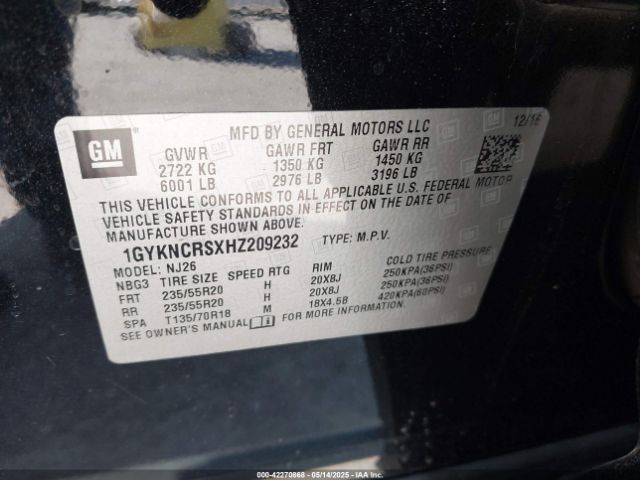 GM
MFD BY GENERAL MOTORS LLC
12/16
GVWR GAWR FRT GAWR RR
2722 KG 1350 KG 1450 KG
6001 LB 2976 LB 3196 LB
THIS VEHICLE CONFORMS TO ALL APPLICABLE U.S. FEDERAL MOTOR
VEHICLE SAFETY STANDARDS IN EFFECT ON THE DATE OF
MANUFACTURE SHOWN ABOVE.
1GYKNCRSXHZ209232 TYPE: M.P.V.
MODEL: NJ26
NBG3 TIRE SIZE SPEED RTG RIM COLD TIRE PRESSURE
FRT 235/55R20 H 20X8J 250KPA(36PSI)
RR 235/55R20 H 20X8J 250KPA(36PSI)
SPA T135/70R18 M 18X4.5B 420KPA(60PSI)
SEE OWNER'S MANUAL FOR MORE INFORMATION.
00-42270868 05/14/2025 IAAI.COM